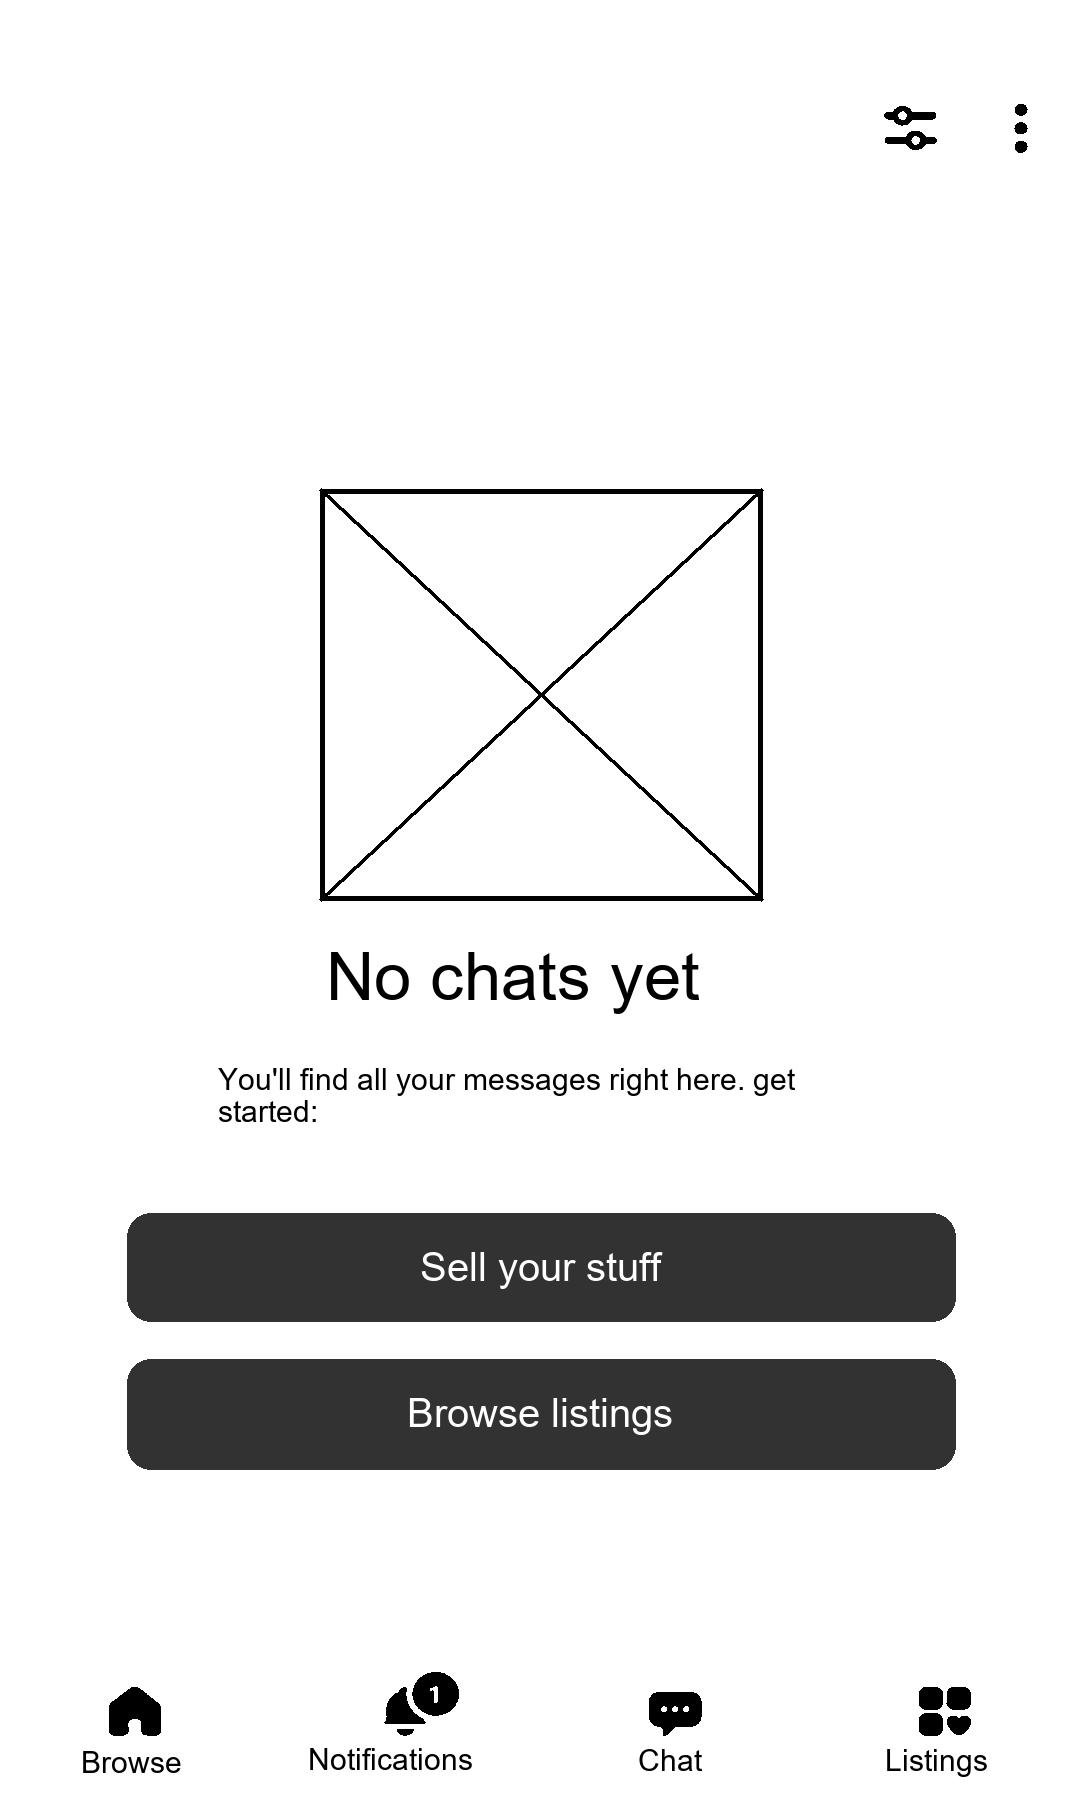 No chats yet
You'll find all your messages right here. get
started:
Sell your stuff
Browse listings
1
Browse
Notifications
Chat
Listings